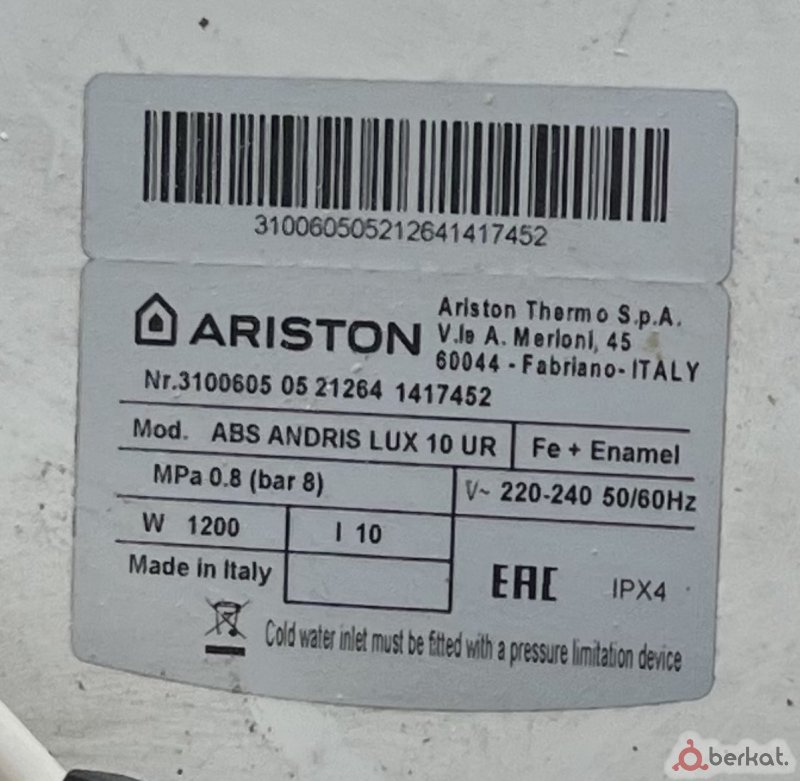 310060505212641417452
ARISTON
Ariston Thermo S.p.A.
V.le A. Merloni, 45
60044 - Fabriano- ITALY
Nr.3100605 05 21264 1417452
Mod. ABS ANDRIS LUX 10 UR Fe + Enamel
MPa 0.8 (bar 8) V~ 220-240 50/60Hz
W 1200 l 10
Made in Italy EAC IPX4
Cold water inlet must be fitted with a pressure limitation device
berkat.